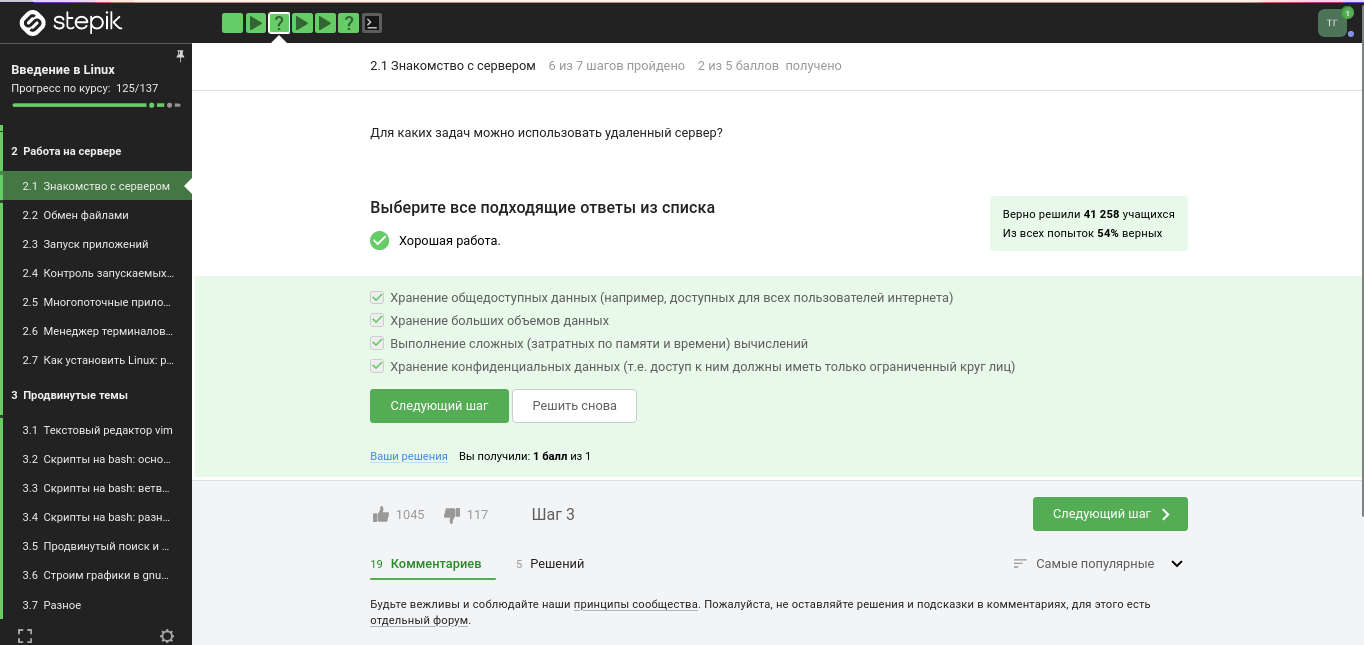 stepik
?
?
ТГ
1
Введение в Linux
Прогресс по курсу: 125/137
2 Работа на сервере
2.1 Знакомство с сервером
2.2 Обмен файлами
2.3 Запуск приложений
2.4 Контроль запускаемых...
2.5 Многопоточные прило...
2.6 Менеджер терминалов...
2.7 Как установить Linux: р...
3 Продвинутые темы
3.1 Текстовый редактор vim
3.2 Скрипты на bash: осно...
3.3 Скрипты на bash: ветв...
3.4 Скрипты на bash: разн...
3.5 Продвинутый поиск и ...
3.6 Строим графики в gnu...
3.7 Разное
2.1 Знакомство с сервером 6 из 7 шагов пройдено 2 из 5 баллов получено
Для каких задач можно использовать удаленный сервер?
Выберите все подходящие ответы из списка
Хорошая работа.
Верно решили 41 258 учащихся
Из всех попыток 54% верных
Хранение общедоступных данных (например, доступных для всех пользователей интернета)
Хранение больших объемов данных
Выполнение сложных (затратных по памяти и времени) вычислений
Хранение конфиденциальных данных (т.е. доступ к ним должны иметь только ограниченный круг лиц)
Следующий шаг Решить снова
Ваши решения Вы получили: 1 балл из 1
1045 117 Шаг 3 Следующий шаг
19 Комментариев 5 Решений Самые популярные
Будьте вежливы и соблюдайте наши принципы сообщества. Пожалуйста, не оставляйте решения и подсказки в комментариях, для этого есть
отдельный форум.